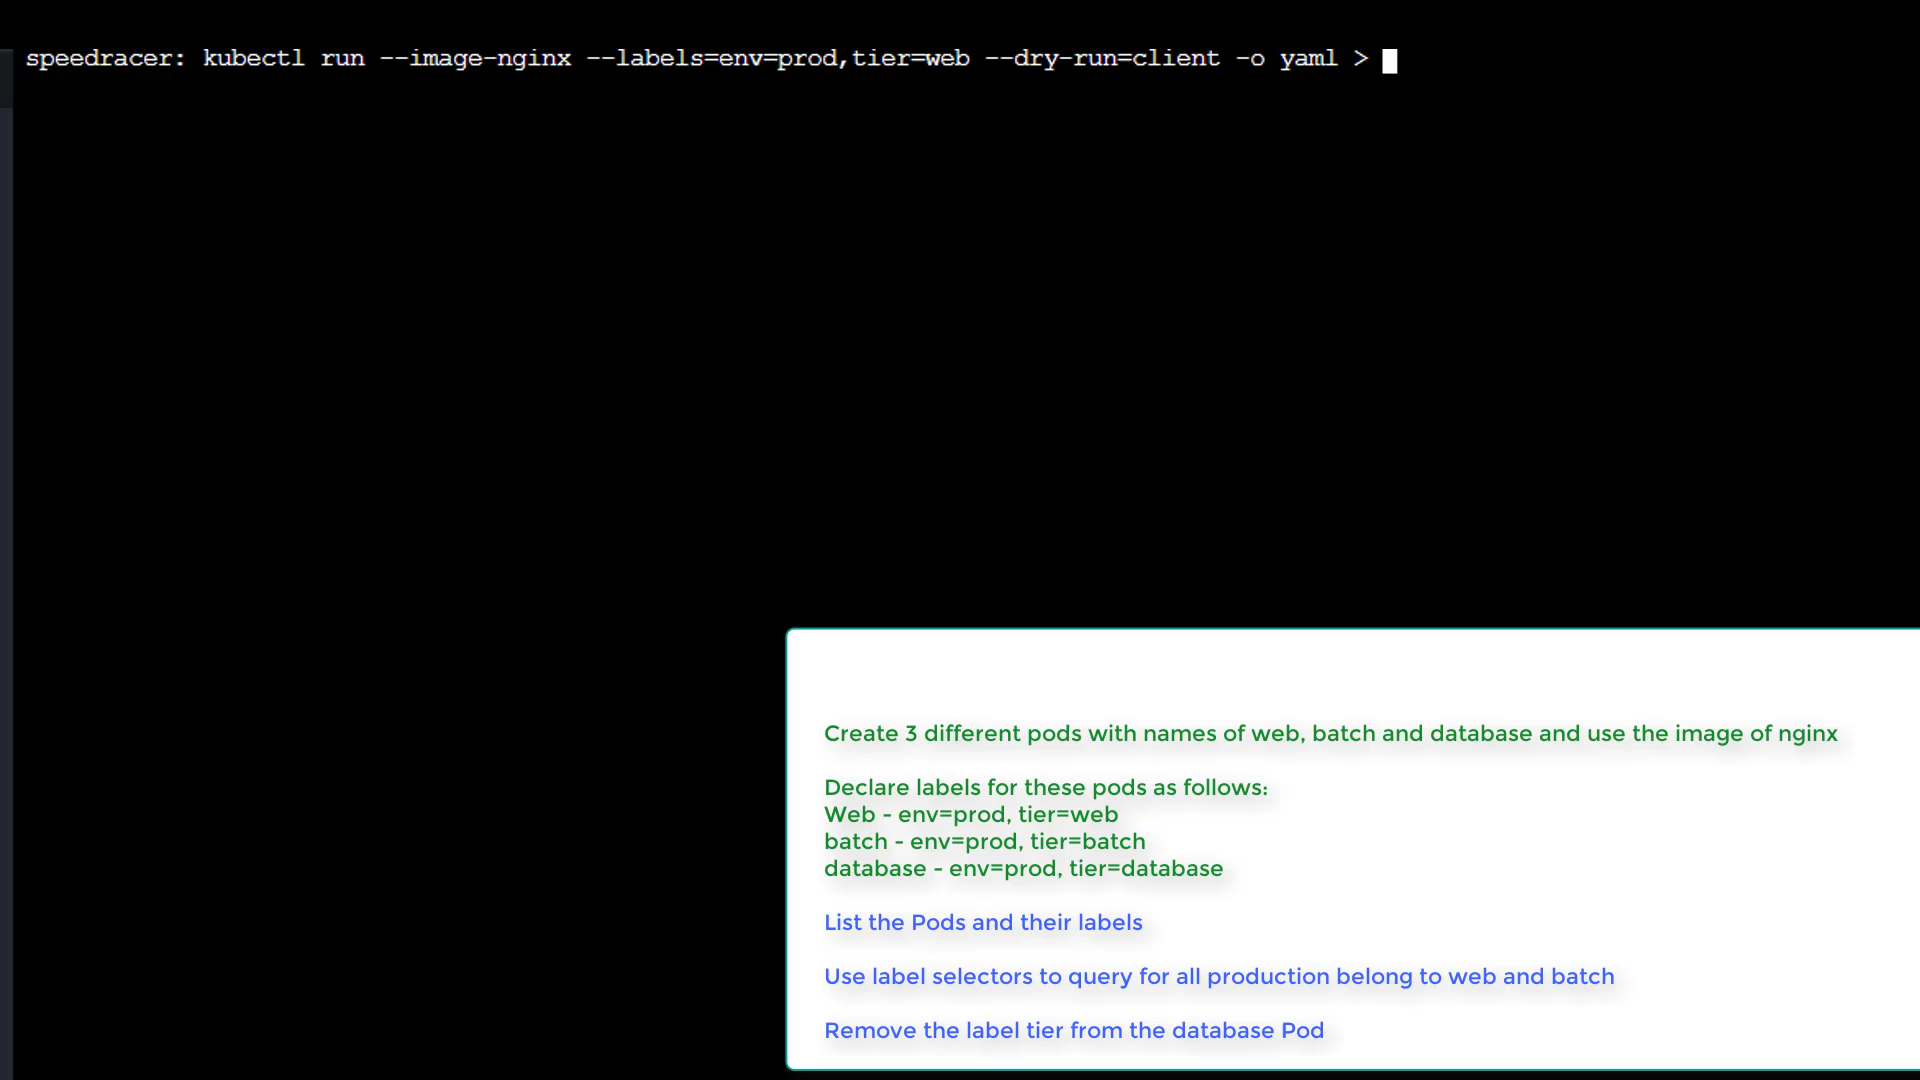 speedracer: kubectl run --image-nginx --labels=env=prod,tier=web --dry-run=client -o yaml >
Create 3 different pods with names of web, batch and database and use the image of nginx
Declare labels for these pods as follows:
Web - env=prod, tier=web
batch - env=prod, tier=batch
database - env=prod, tier=database
List the Pods and their labels
Use label selectors to query for all production belong to web and batch
Remove the label tier from the database Pod